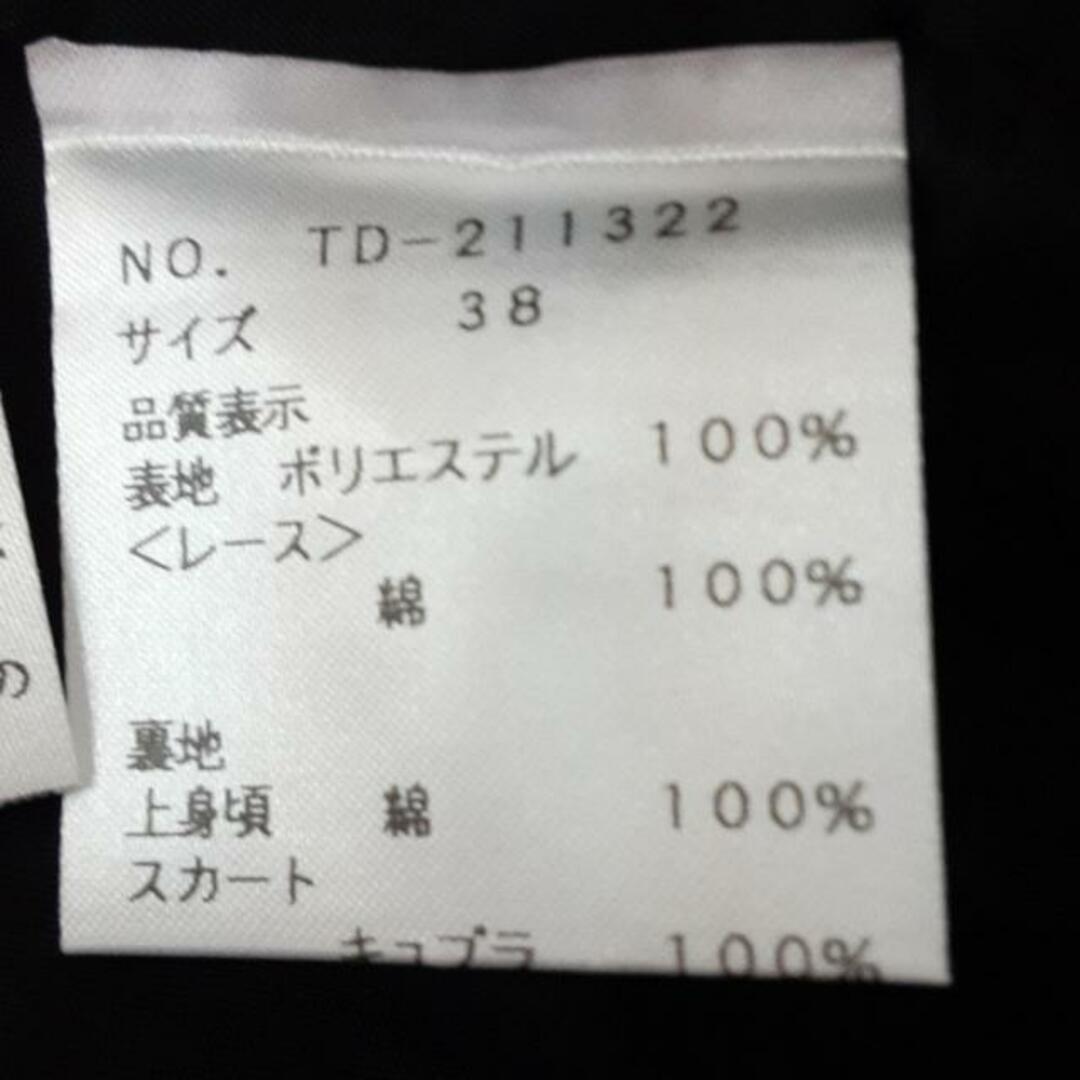 NO. TD-211322
サイズ 38
品質表示
表地 ポリエステル 100%
<レース>
綿 100%
裏地
上身頃 綿 100%
スカート
キュプラ 100%
の